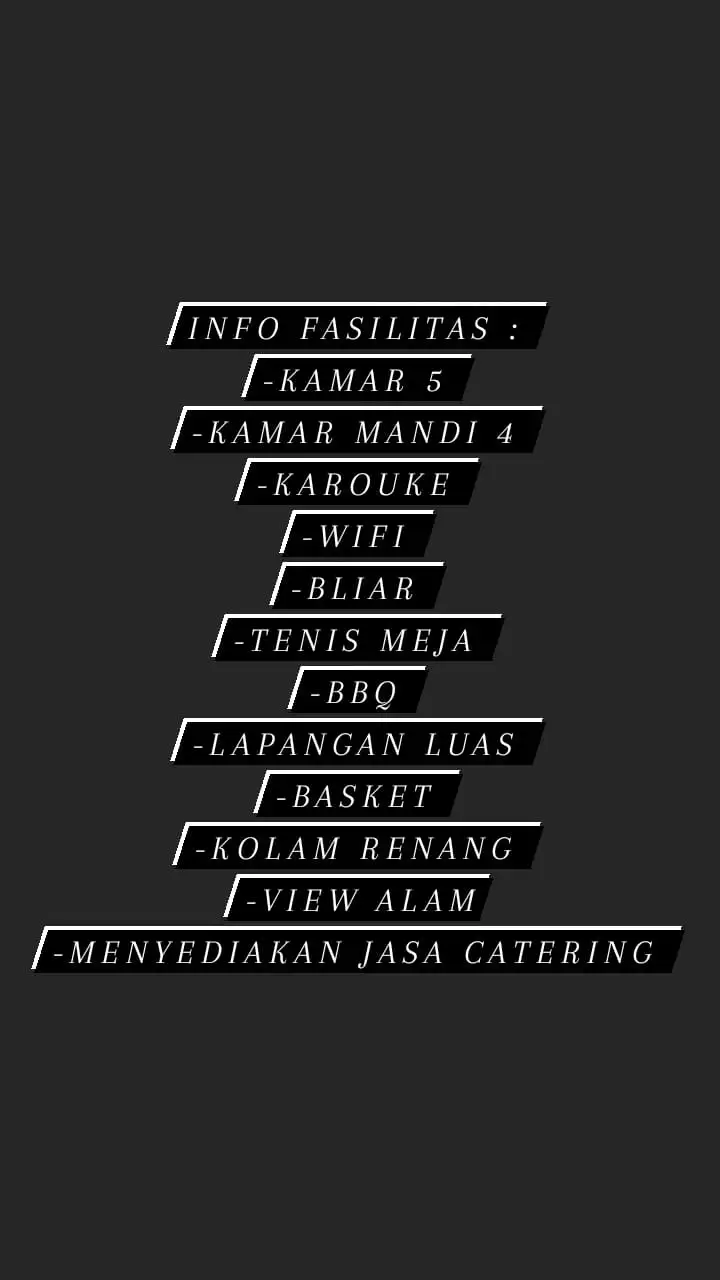 INFO FASILITAS :
-KAMAR 5
-KAMAR MANDI 4
-KAROUKE
-WIFI
-BLIAR
-TENIS MEJA
-BBQ
-LAPANGAN LUAS
-BASKET
-KOLAM RENANG
-VIEW ALAM
-MENYEDIAKAN JASA CATERING